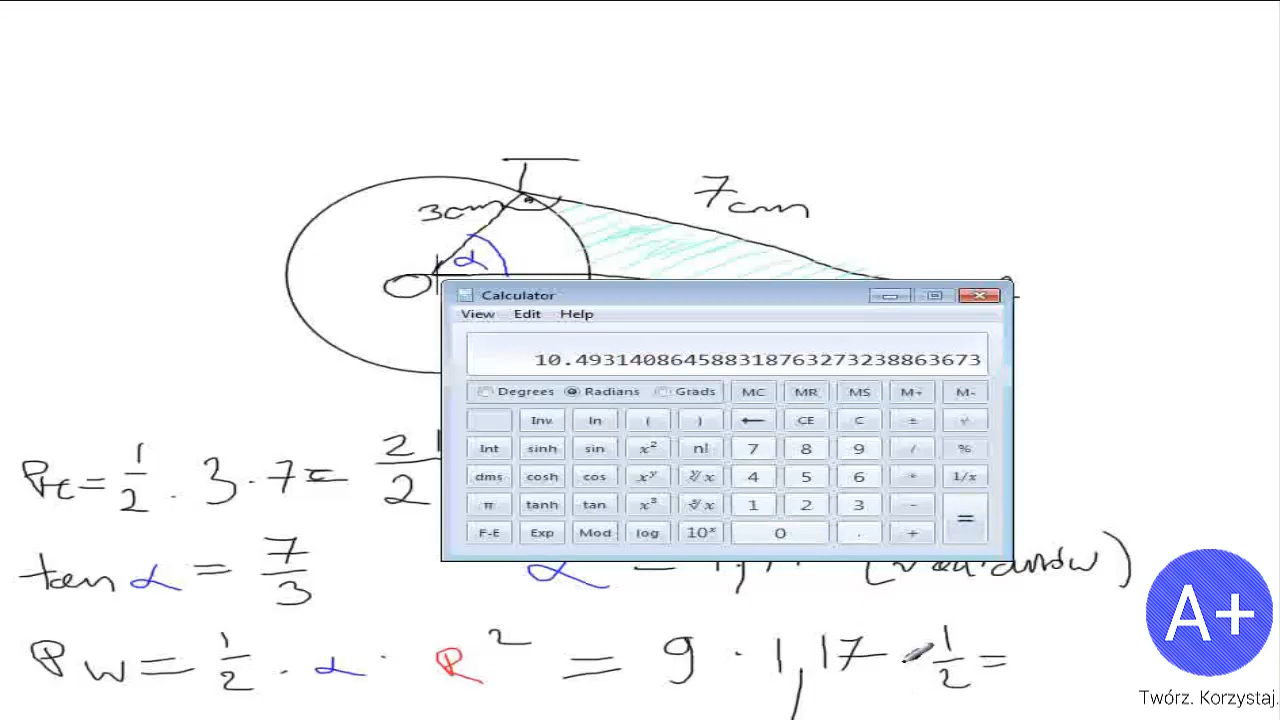 T
3cm
7cm
α
O
Calculator
View Edit Help
10.493140864588318763273238863673
Degrees Radians Grads MC MR MS M+ M-
Inv ln ( ) ← CE C ±
Int sinh sin x² n! 7 8 9 / %
dms cosh cos xʸ ʸ√x 4 5 6 * 1/x
π tanh tan x³ ³√x 1 2 3 - =
F-E Exp Mod log 10ˣ 0 . +
= 1/2 · 3 · 7 =
tan α = 7/3
α =
Pw = 1/2 · α · R² = 9 · 1,17 · 1/2 =
A+
Twórz. Korzystaj.